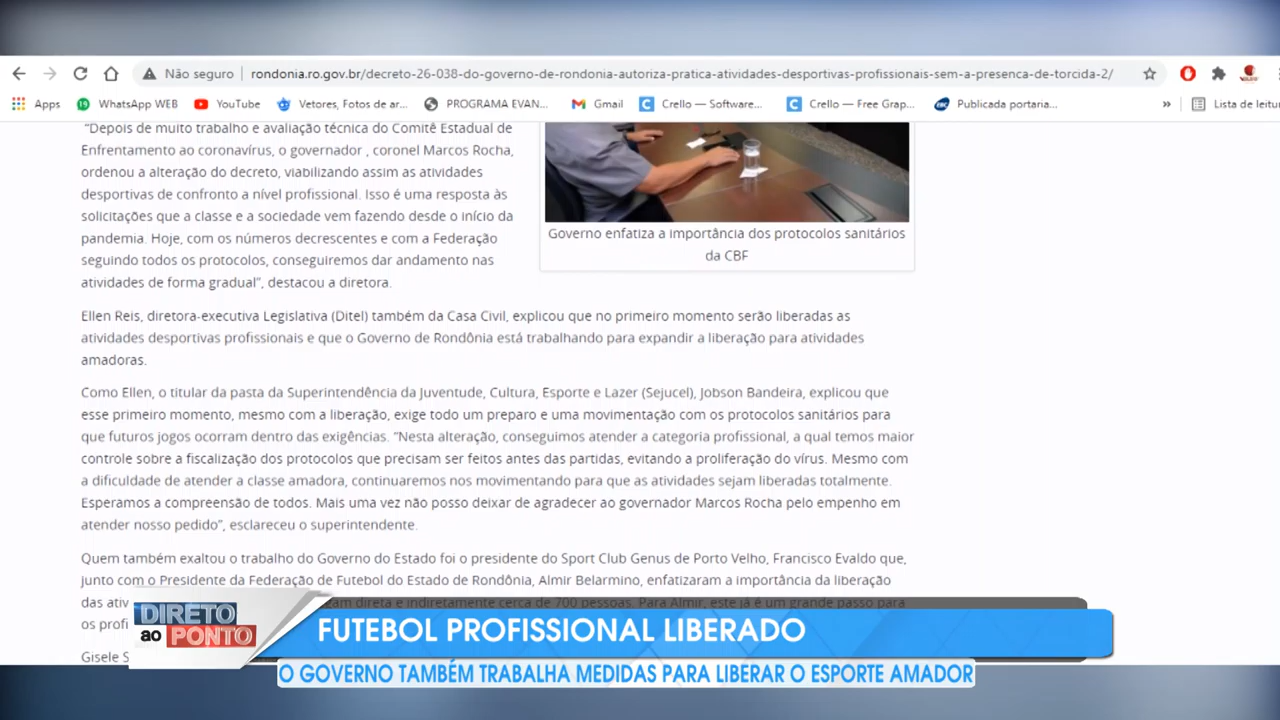 Não seguro
rondonia.ro.gov.br/decreto-26-038-do-governo-de-rondonia-autoriza-pratica-atividades-desportivas-profissionais-sem-a-presenca-de-torcida-2/
Apps
19 WhatsApp WEB
YouTube
Vetores, Fotos de ar...
PROGRAMA EVAN...
Gmail
C Crello — Software...
C Crello — Free Grap...
Publicada portaria...
»
Lista de leitu
“Depois de muito trabalho e avaliação técnica do Comitê Estadual de
Enfrentamento ao coronavírus, o governador , coronel Marcos Rocha,
ordenou a alteração do decreto, viabilizando assim as atividades
desportivas de confronto a nível profissional. Isso é uma resposta às
solicitações que a classe e a sociedade vem fazendo desde o início da
pandemia. Hoje, com os números decrescentes e com a Federação
seguindo todos os protocolos, conseguiremos dar andamento nas
atividades de forma gradual”, destacou a diretora.
Governo enfatiza a importância dos protocolos sanitários
da CBF
Ellen Reis, diretora-executiva Legislativa (Ditel) também da Casa Civil, explicou que no primeiro momento serão liberadas as
atividades desportivas profissionais e que o Governo de Rondônia está trabalhando para expandir a liberação para atividades
amadoras.
Como Ellen, o titular da pasta da Superintendência da Juventude, Cultura, Esporte e Lazer (Sejucel), Jobson Bandeira, explicou que
esse primeiro momento, mesmo com a liberação, exige todo um preparo e uma movimentação com os protocolos sanitários para
que futuros jogos ocorram dentro das exigências. “Nesta alteração, conseguimos atender a categoria profissional, a qual temos maior
controle sobre a fiscalização dos protocolos que precisam ser feitos antes das partidas, evitando a proliferação do vírus. Mesmo com
a dificuldade de atender a classe amadora, continuaremos nos movimentando para que as atividades sejam liberadas totalmente.
Esperamos a compreensão de todos. Mais uma vez não posso deixar de agradecer ao governador Marcos Rocha pelo empenho em
atender nosso pedido”, esclareceu o superintendente.
Quem também exaltou o trabalho do Governo do Estado foi o presidente do Sport Club Genus de Porto Velho, Francisco Evaldo que,
junto com o Presidente da Federação de Futebol do Estado de Rondônia, Almir Belarmino, enfatizaram a importância da liberação
das ativ am direta e indiretamente cerca de 700 pessoas. Para Almir, este já é um grande passo para
os profi
Gisele S
DIRETO
ao PONTO
FUTEBOL PROFISSIONAL LIBERADO
O GOVERNO TAMBÉM TRABALHA MEDIDAS PARA LIBERAR O ESPORTE AMADOR